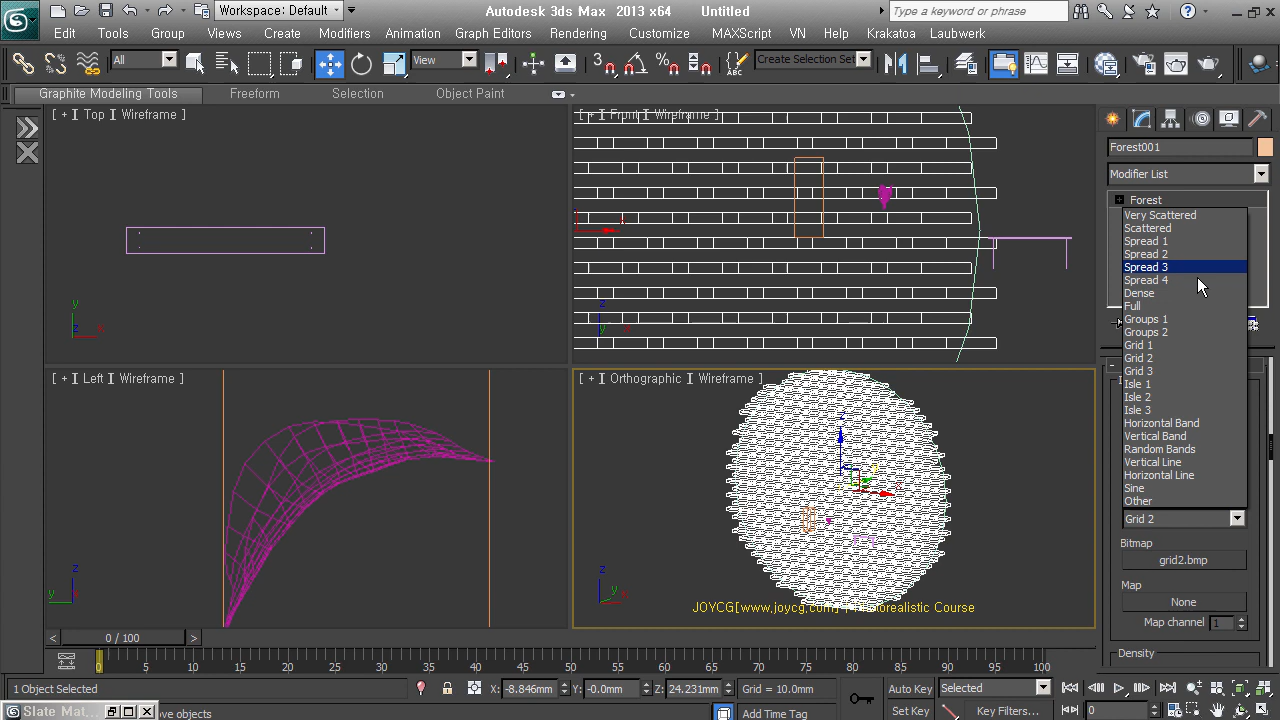 Workspace: Default
Autodesk 3ds Max 2013 x64
Untitled
Type a keyword or phrase
Edit
Tools
Group
Views
Create
Modifiers
Animation
Graph Editors
Rendering
Customize
MAXScript
VN
Help
Krakatoa
Laubwerk
All
View
3
Create Selection Set
Graphite Modeling Tools
Freeform
Selection
Object Paint
[ + ] Top ] Wireframe ]
[ + ] Front ] Wireframe ]
Forest001
Modifier List
Forest
Very Scattered
Scattered
Spread 1
Spread 2
Spread 3
Spread 4
Dense
Full
Groups 1
Groups 2
Grid 1
Grid 2
Grid 3
Isle 1
Isle 2
Isle 3
Horizontal Band
Vertical Band
Random Bands
Vertical Line
Horizontal Line
Sine
Other
Grid 2
Bitmap
grid2.bmp
Map
None
Map channel 1
Density
y
z
x
z
y
[ + ] Left ] Wireframe ]
[ + ] Orthographic ] Wireframe ]
z
y
z
y
JOYCG[www.joycg.com]
realistic Course
0 / 100
0 5 10 15 20 25 30 35 40 45 50 55 60 65 70 75 80 85 90 95 100
1 Object Selected
X: -8.846mm
Y: -0.0mm
Z: 24.231mm
Grid = 10.0mm
Auto Key
Selected
Slate Mat...
ve objects
Add Time Tag
Set Key
Key Filters...
0